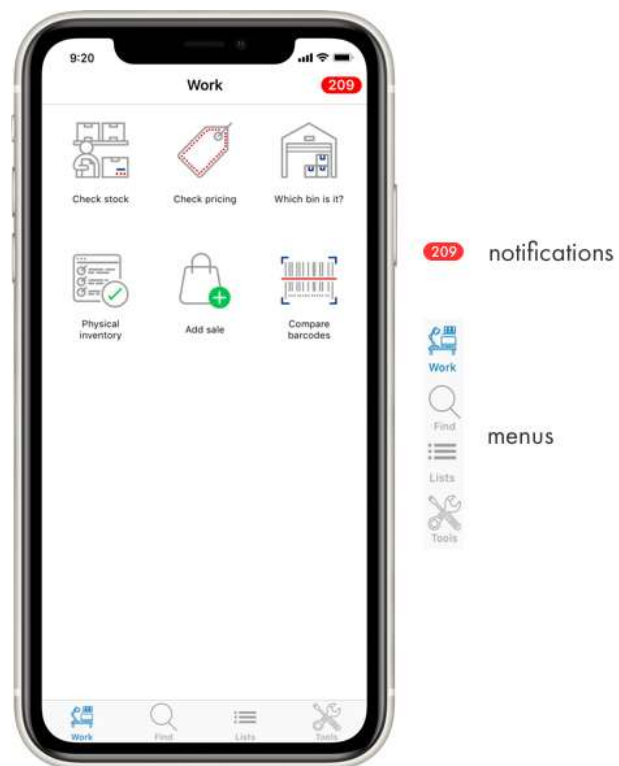 9:20
Work
209
Check stock
Check pricing
Which bin is it?
Physical
inventory
Add sale
Compare
barcodes
Work
Find
Lists
Tools
209 notifications
Work
Find
menus
Lists
Tools